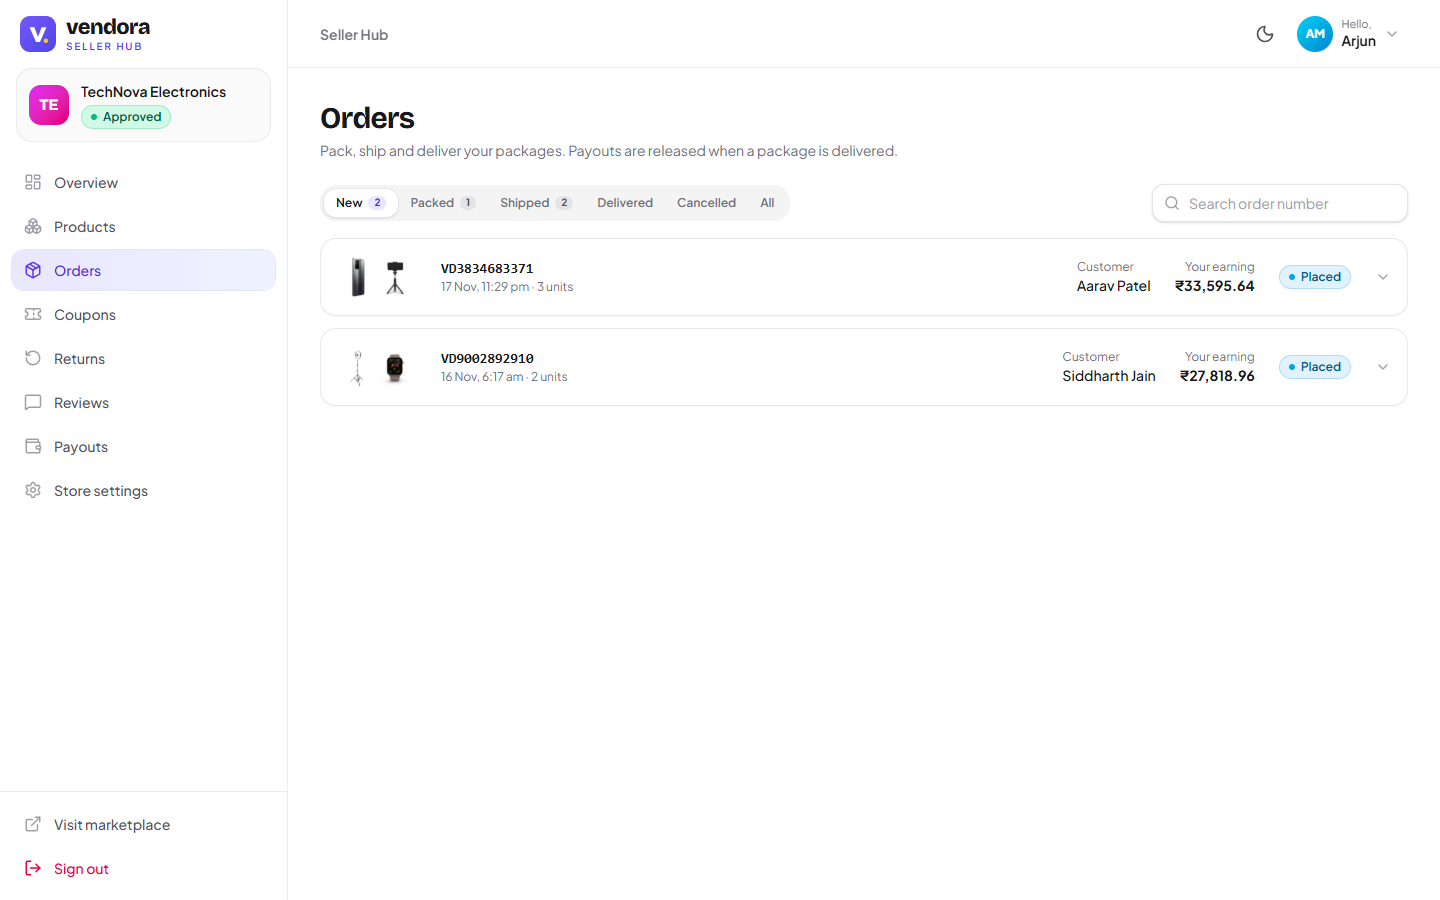 vendora
SELLER HUB
TE
TechNova Electronics
Approved
Overview
Products
Orders
Coupons
Returns
Reviews
Payouts
Store settings
Visit marketplace
Sign out
Seller Hub
AM
Hello,
Arjun
Orders
Pack, ship and deliver your packages. Payouts are released when a package is delivered.
New 2 Packed 1 Shipped 2 Delivered Cancelled All
Search order number
VD3834683371
17 Nov, 11:29 pm · 3 units
Customer
Aarav Patel
Your earning
₹33,595.64
Placed
VD9002892910
16 Nov, 6:17 am · 2 units
Customer
Siddharth Jain
Your earning
₹27,818.96
Placed